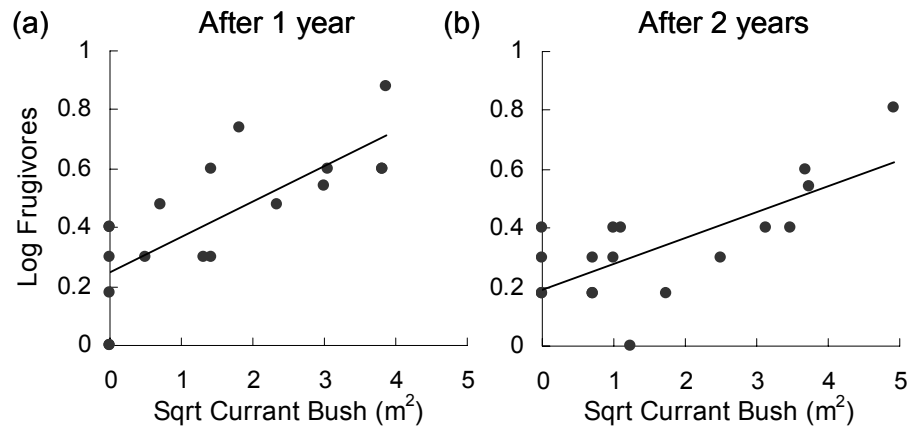 (a) After 1 year
Log Frugivores
1
0.8
0.6
0.4
0.2
0
0 1 2 3 4 5
Sqrt Currant Bush (m²)
(b) After 2 years
1
0.8
0.6
0.4
0.2
0
0 1 2 3 4 5
Sqrt Currant Bush (m²)